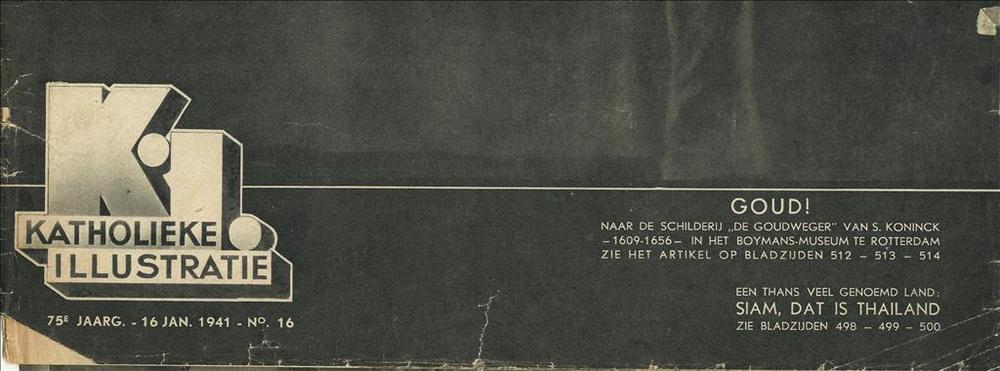 K.I.
KATHOLIEKE
ILLUSTRATIE
75E JAARG. - 16 JAN. 1941 - No. 16
GOUD!
NAAR DE SCHILDERIJ „DE GOUDWEGER” VAN S. KONINCK
– 1609-1656 – IN HET BOYMANS-MUSEUM TE ROTTERDAM
ZIE HET ARTIKEL OP BLADZIJDEN 512 – 513 – 514
EEN THANS VEEL GENOEMD LAND:
SIAM, DAT IS THAILAND
ZIE BLADZIJDEN 498 – 499 – 500